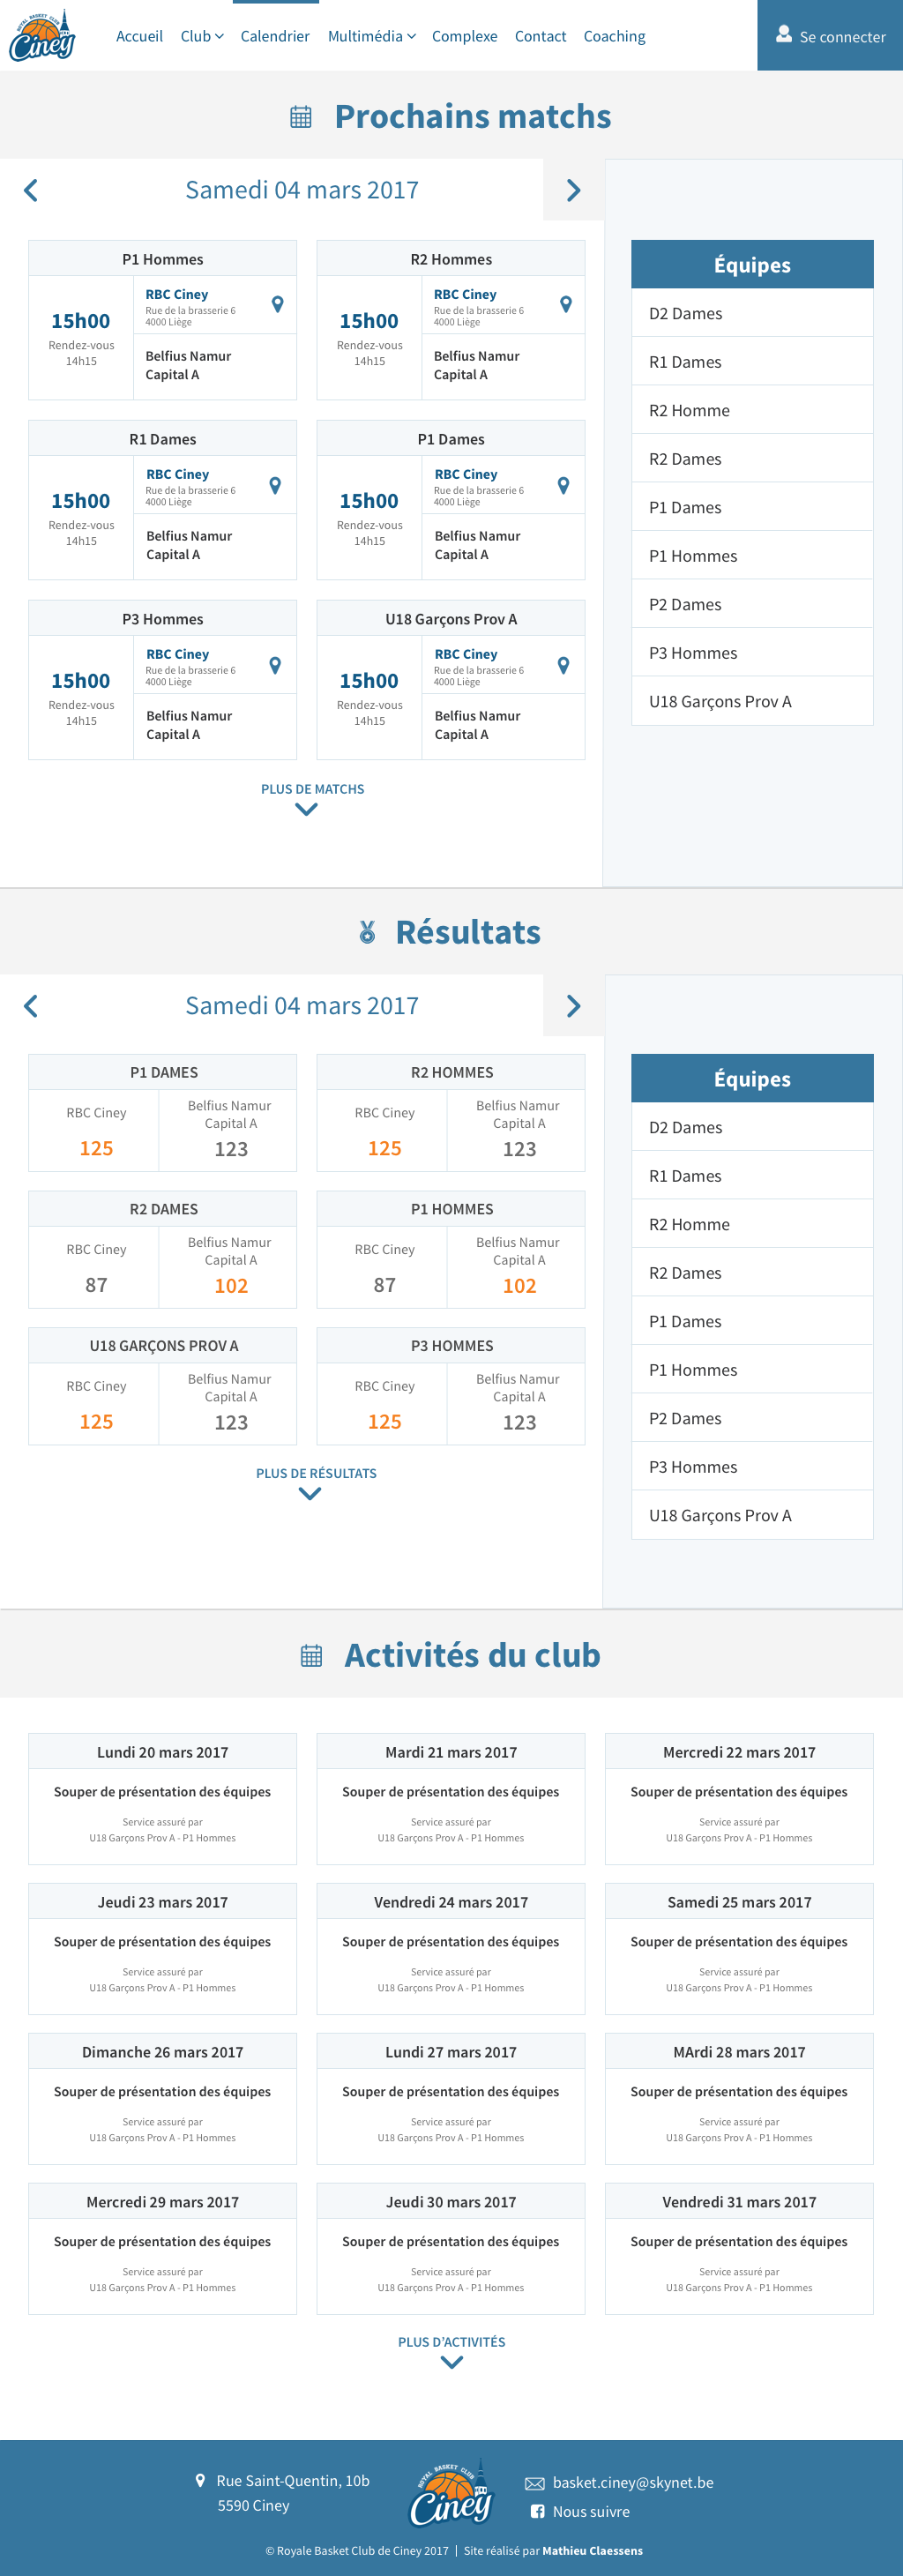 ROYAL BASKET CLUB
Ciney
Accueil
Club
Calendrier
Multimédia
Complexe
Contact
Coaching
Se connecter
Prochains matchs
Samedi 04 mars 2017
P1 Hommes
15h00
Rendez-vous
14h15
RBC Ciney
Rue de la brasserie 6
4000 Liège
Belfius Namur
Capital A
R2 Hommes
15h00
Rendez-vous
14h15
RBC Ciney
Rue de la brasserie 6
4000 Liège
Belfius Namur
Capital A
R1 Dames
15h00
Rendez-vous
14h15
RBC Ciney
Rue de la brasserie 6
4000 Liège
Belfius Namur
Capital A
P1 Dames
15h00
Rendez-vous
14h15
RBC Ciney
Rue de la brasserie 6
4000 Liège
Belfius Namur
Capital A
P3 Hommes
15h00
Rendez-vous
14h15
RBC Ciney
Rue de la brasserie 6
4000 Liège
Belfius Namur
Capital A
U18 Garçons Prov A
15h00
Rendez-vous
14h15
RBC Ciney
Rue de la brasserie 6
4000 Liège
Belfius Namur
Capital A
PLUS DE MATCHS
Équipes
D2 Dames
R1 Dames
R2 Homme
R2 Dames
P1 Dames
P1 Hommes
P2 Dames
P3 Hommes
U18 Garçons Prov A
Résultats
Samedi 04 mars 2017
P1 DAMES
RBC Ciney
125
Belfius Namur
Capital A
123
R2 HOMMES
RBC Ciney
125
Belfius Namur
Capital A
123
R2 DAMES
RBC Ciney
87
Belfius Namur
Capital A
102
P1 HOMMES
RBC Ciney
87
Belfius Namur
Capital A
102
U18 GARÇONS PROV A
RBC Ciney
125
Belfius Namur
Capital A
123
P3 HOMMES
RBC Ciney
125
Belfius Namur
Capital A
123
PLUS DE RÉSULTATS
Équipes
D2 Dames
R1 Dames
R2 Homme
R2 Dames
P1 Dames
P1 Hommes
P2 Dames
P3 Hommes
U18 Garçons Prov A
Activités du club
Lundi 20 mars 2017
Souper de présentation des équipes
Service assuré par
U18 Garçons Prov A - P1 Hommes
Mardi 21 mars 2017
Souper de présentation des équipes
Service assuré par
U18 Garçons Prov A - P1 Hommes
Mercredi 22 mars 2017
Souper de présentation des équipes
Service assuré par
U18 Garçons Prov A - P1 Hommes
Jeudi 23 mars 2017
Souper de présentation des équipes
Service assuré par
U18 Garçons Prov A - P1 Hommes
Vendredi 24 mars 2017
Souper de présentation des équipes
Service assuré par
U18 Garçons Prov A - P1 Hommes
Samedi 25 mars 2017
Souper de présentation des équipes
Service assuré par
U18 Garçons Prov A - P1 Hommes
Dimanche 26 mars 2017
Souper de présentation des équipes
Service assuré par
U18 Garçons Prov A - P1 Hommes
Lundi 27 mars 2017
Souper de présentation des équipes
Service assuré par
U18 Garçons Prov A - P1 Hommes
MArdi 28 mars 2017
Souper de présentation des équipes
Service assuré par
U18 Garçons Prov A - P1 Hommes
Mercredi 29 mars 2017
Souper de présentation des équipes
Service assuré par
U18 Garçons Prov A - P1 Hommes
Jeudi 30 mars 2017
Souper de présentation des équipes
Service assuré par
U18 Garçons Prov A - P1 Hommes
Vendredi 31 mars 2017
Souper de présentation des équipes
Service assuré par
U18 Garçons Prov A - P1 Hommes
PLUS D’ACTIVITÉS
Rue Saint-Quentin, 10b
5590 Ciney
ROYAL BASKET CLUB
Ciney
basket.ciney@skynet.be
Nous suivre
© Royale Basket Club de Ciney 2017 | Site réalisé par Mathieu Claessens